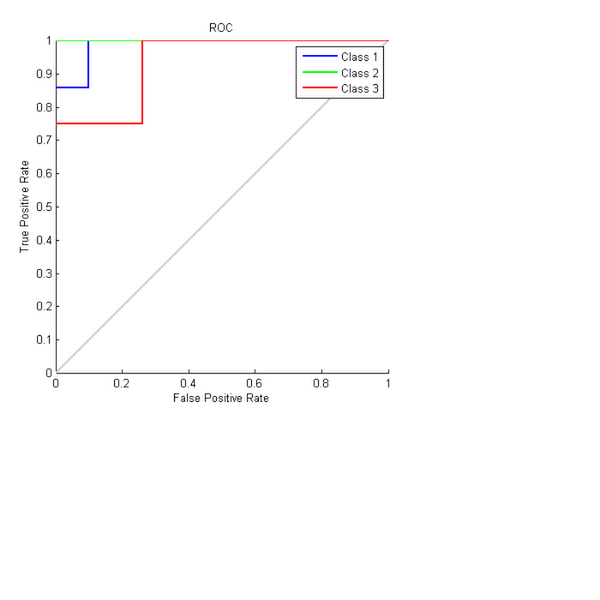 ROC
1
0.9
0.8
0.7
0.6
0.5
0.4
0.3
0.2
0.1
0
True Positive Rate
Class 1
Class 2
Class 3
0 0.2 0.4 0.6 0.8 1
False Positive Rate